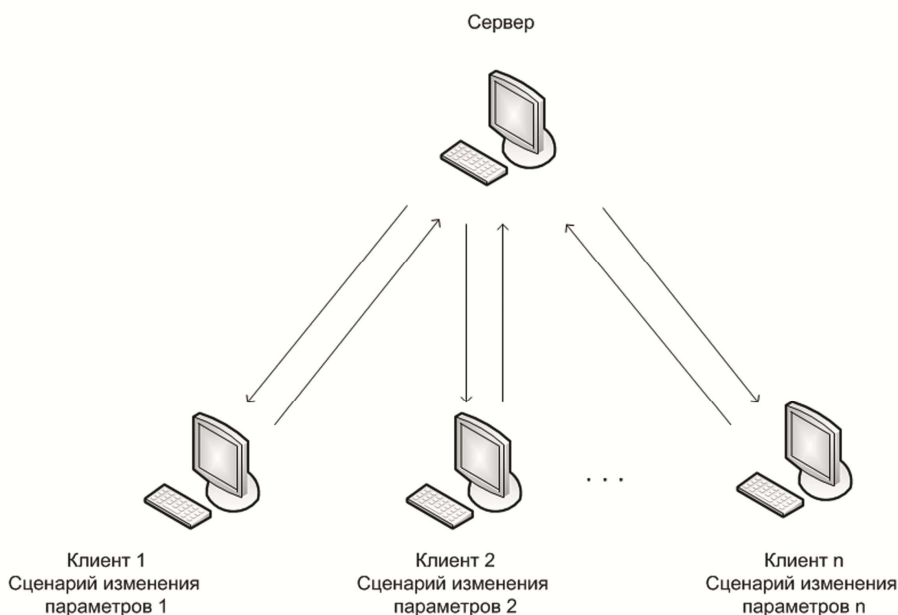 Сервер
. . .
Клиент 1
Сценарий изменения
параметров 1
Клиент 2
Сценарий изменения
параметров 2
Клиент n
Сценарий изменения
параметров n